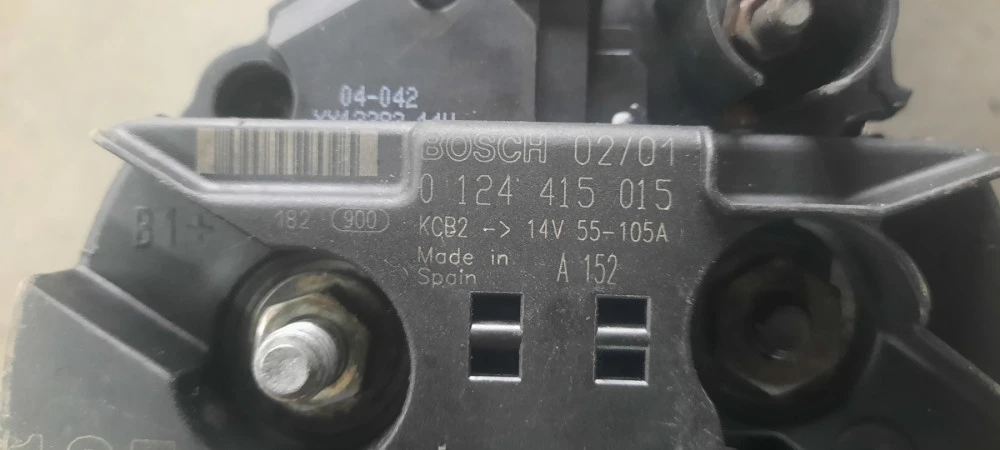 04-042
BOSCH 02/01
0 124 415 015
B1+ 182 900 KCB2 -> 14V 55-105A
Made in
Spain A 152